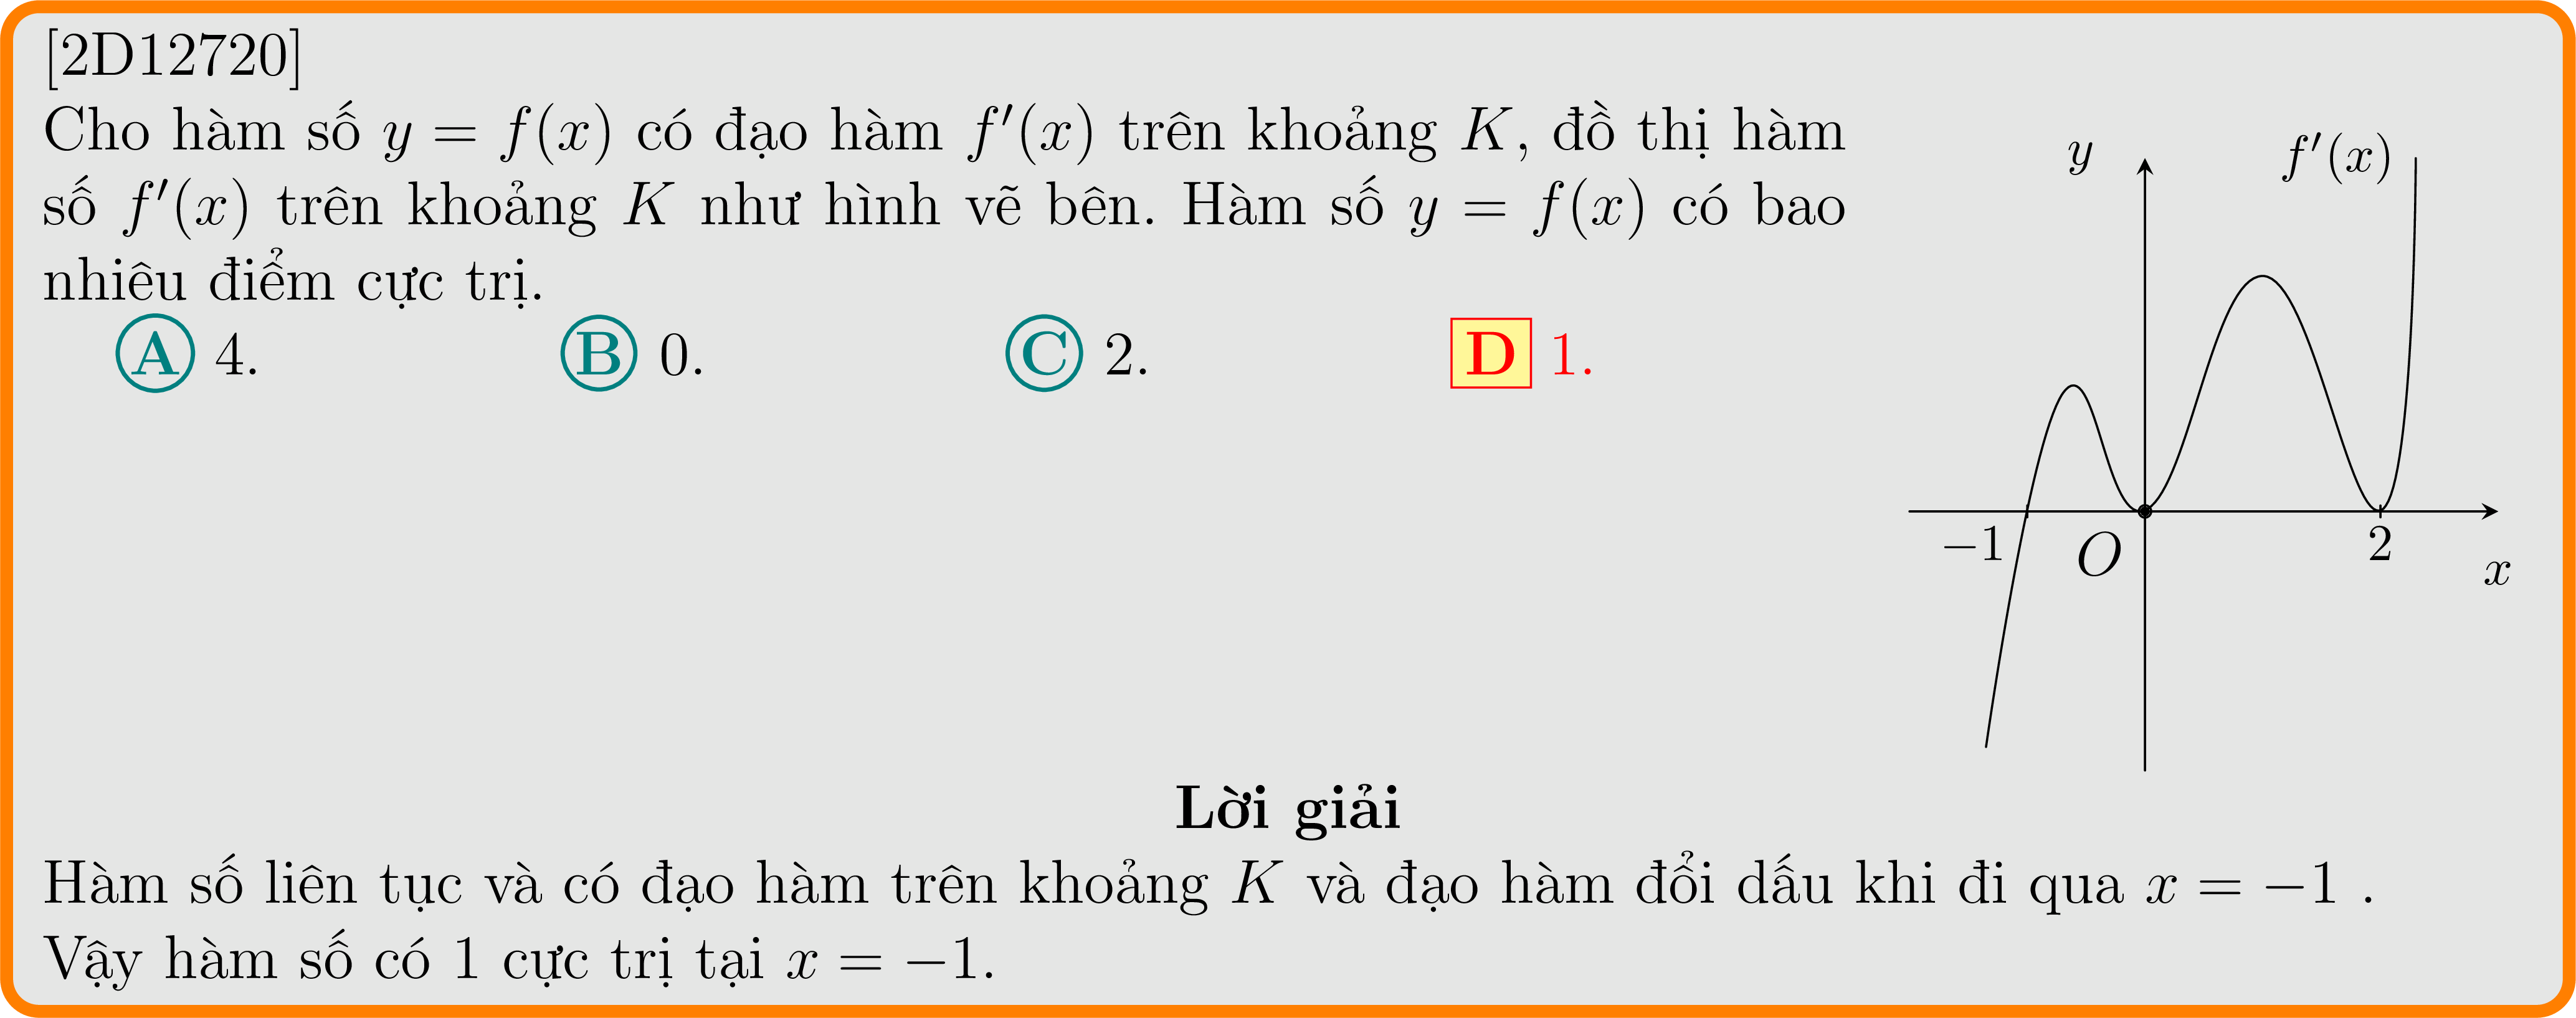 [2D12720]
Cho hàm số y = f(x) có đạo hàm f′(x) trên khoảng K, đồ thị hàm
số f′(x) trên khoảng K như hình vẽ bên. Hàm số y = f(x) có bao
nhiêu điểm cực trị.
A 4. B 0. C 2. D 1.
y f′(x)
−1 O 2
x
Lời giải
Hàm số liên tục và có đạo hàm trên khoảng K và đạo hàm đổi dấu khi đi qua x = −1 .
Vậy hàm số có 1 cực trị tại x = −1.